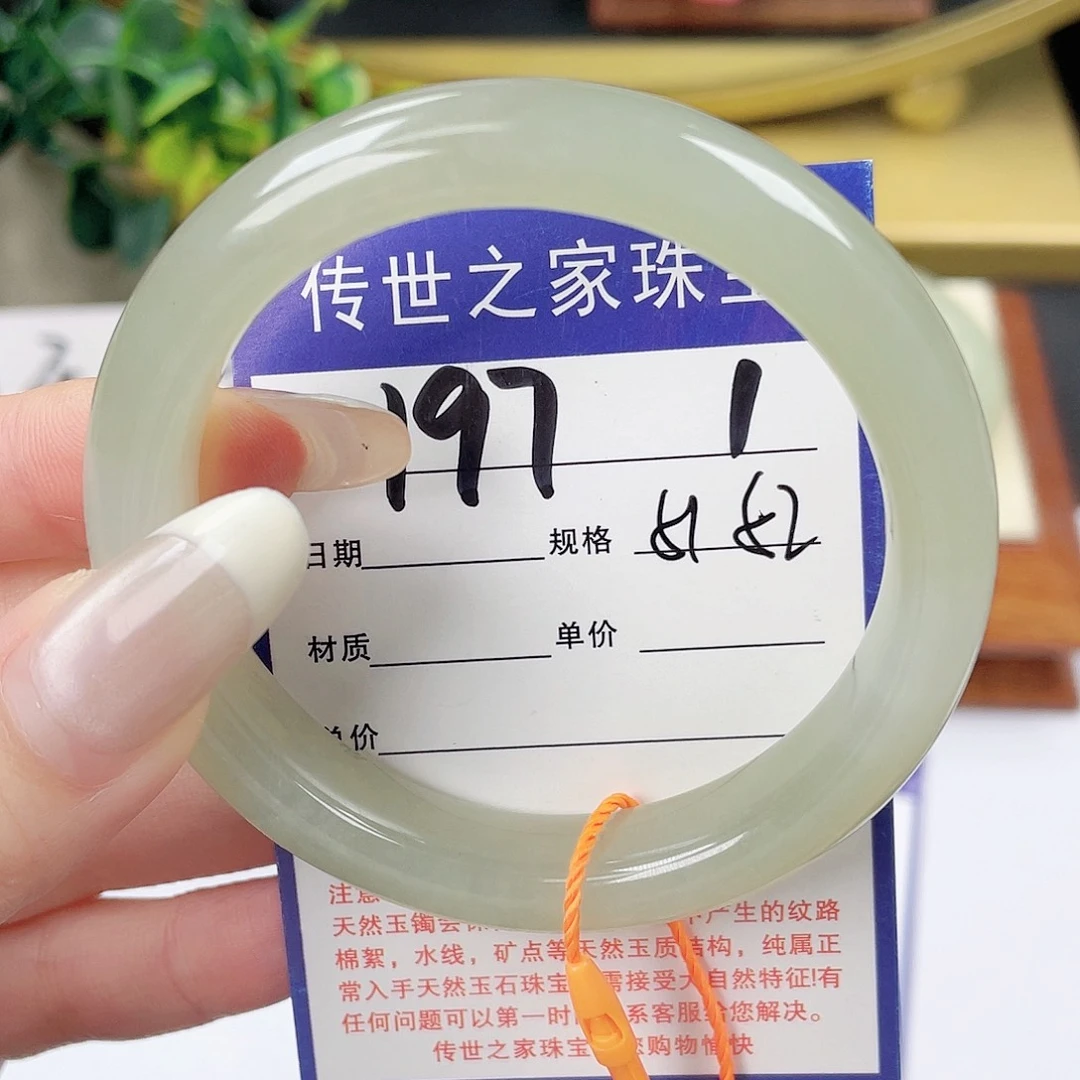 传世之家珠宝
197 1
日期 规格
材质 单价
单价
注意
天然玉镯会 产生的纹路
棉絮，水线，矿点等天然玉质结构，纯属正
常入手天然玉石珠宝 需接受大自然特征!有
任何问题可以第一时 系客服给您解决。
传世之家珠宝 您购物愉快